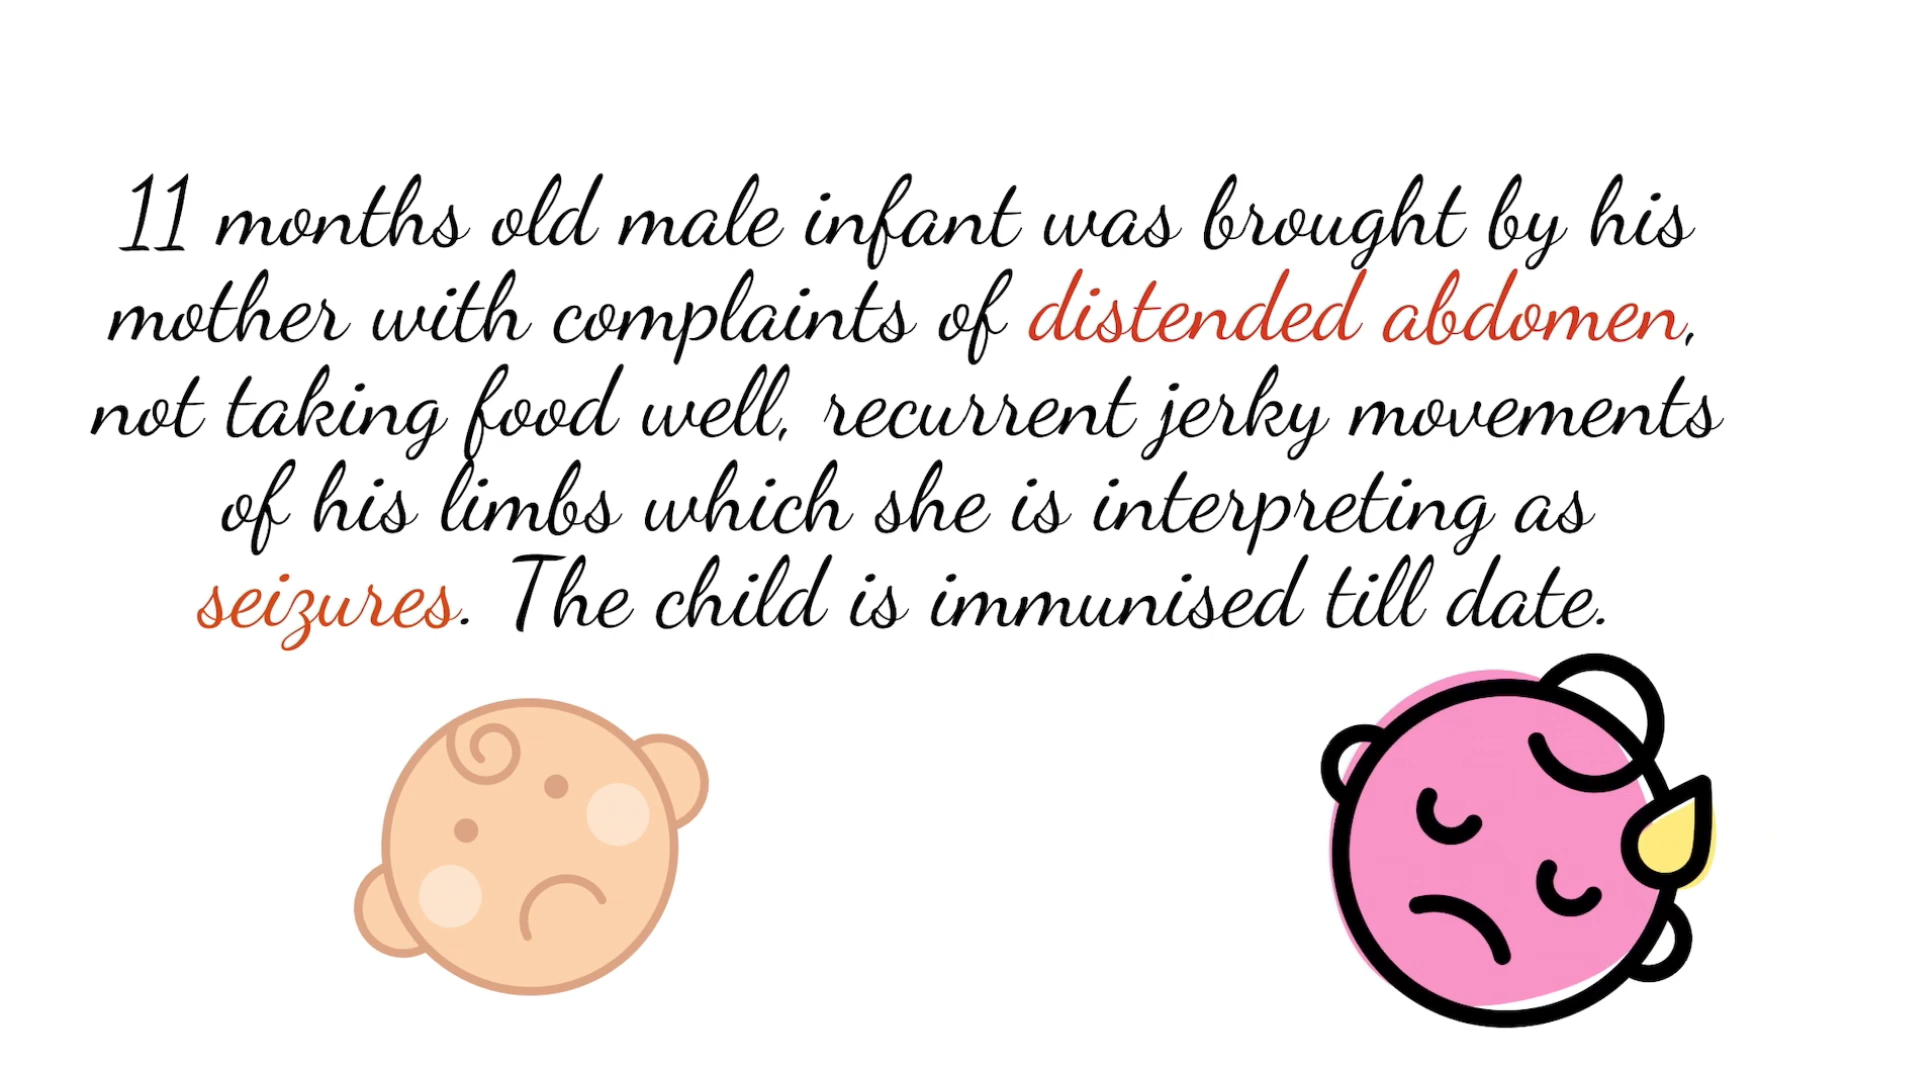 11 months old male infant was brought by his
mother with complaints of distended abdomen,
not taking food well, recurrent jerky movements
of his limbs which she is interpreting as
seizures. The child is immunised till date.